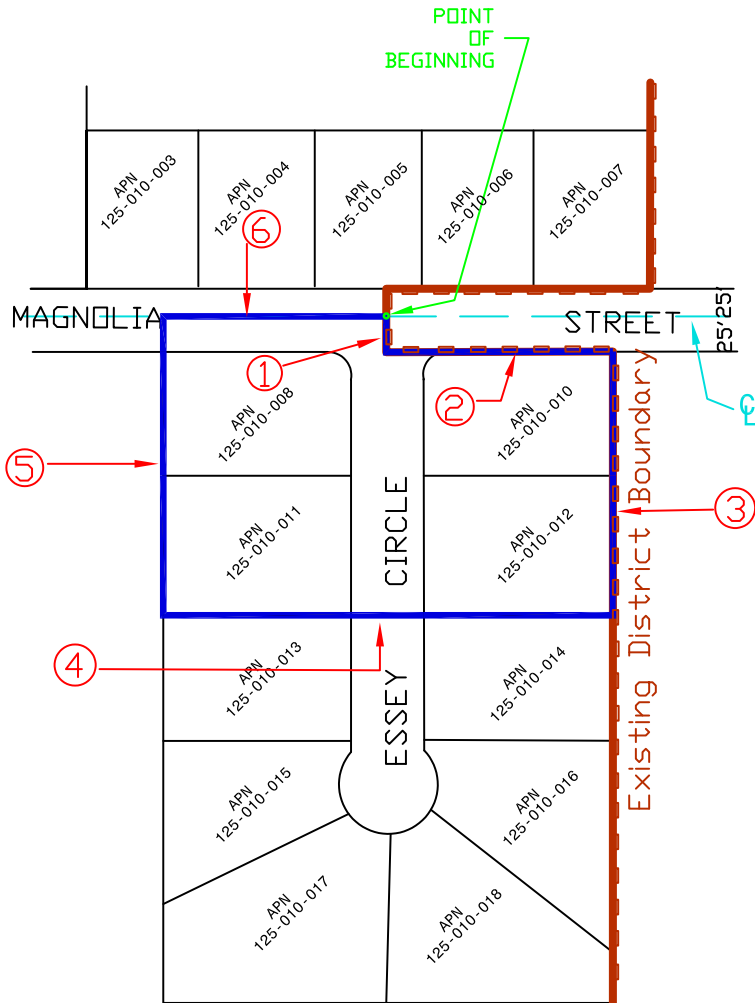 POINT
OF
BEGINNING
APN
125-010-003
APN
125-010-004
APN
125-010-005
APN
125-010-006
APN
125-010-007
6
MAGNOLIA
STREET
25'25'
1
2
℄
APN
125-010-008
APN
125-010-010
5
3
APN
125-010-011
APN
125-010-012
ESSEY CIRCLE
Existing District Boundary
4
APN
125-010-013
APN
125-010-014
APN
125-010-015
APN
125-010-016
APN
125-010-017
APN
125-010-018